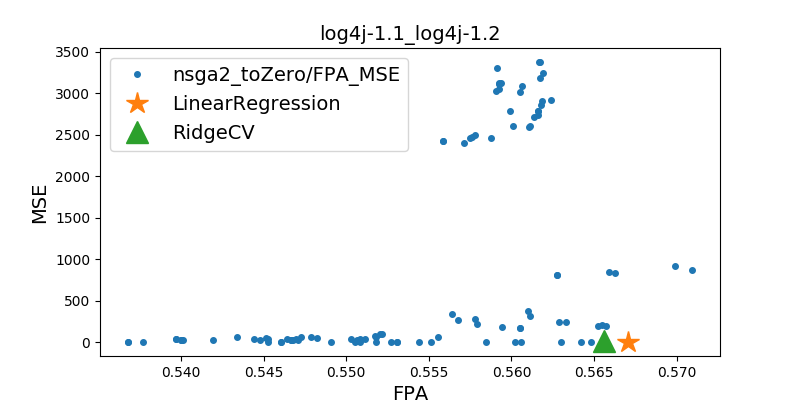 log4j-1.1_log4j-1.2
3500
3000
2500
2000
1500
1000
500
0
MSE
nsga2_toZero/FPA_MSE
LinearRegression
RidgeCV
0.540 0.545 0.550 0.555 0.560 0.565 0.570
FPA